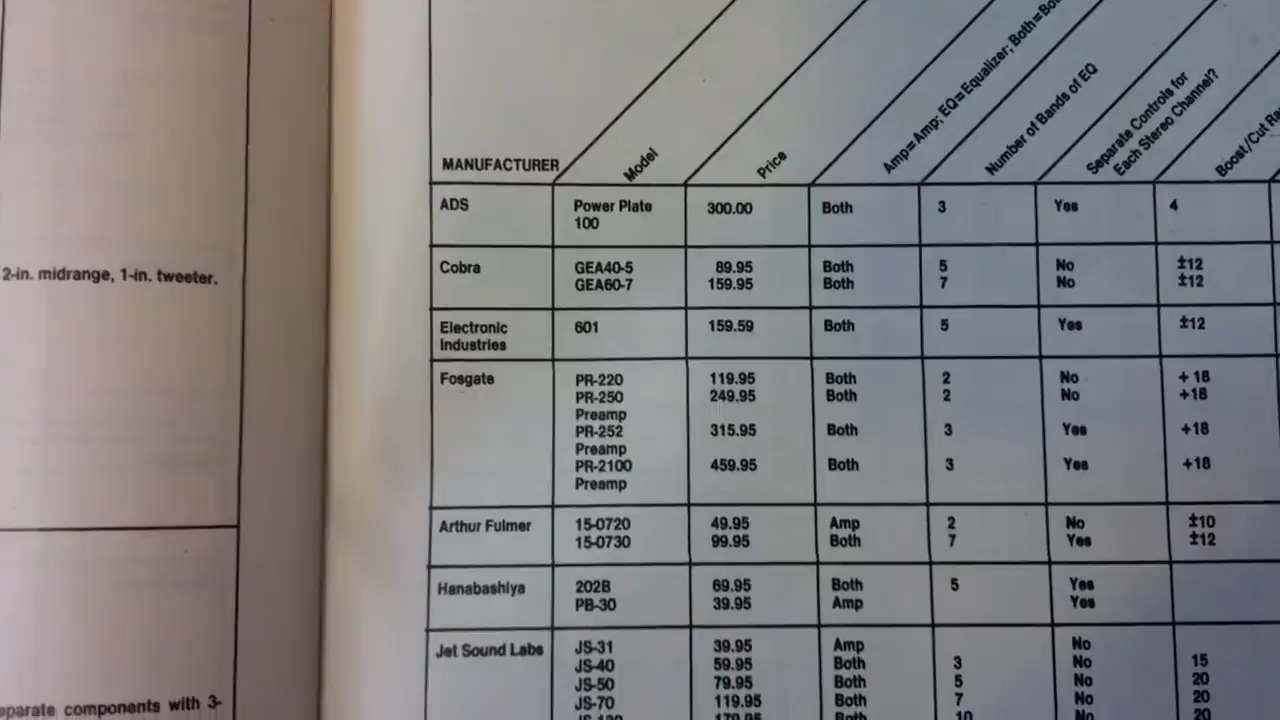 2-in. midrange, 1-in. tweeter,
eparate components with 3-
MANUFACTURER Model Price Amp=Amp; EQ=Equalizer; Both= Number of Bands of EQ Separate Controls for Each Stereo Channel? Boost/Cut
ADS Power Plate 300.00 Both 3 Yes 4
100
Cobra GEA40-5 89.95 Both 5 No ±12
GEA60-7 159.95 Both 7 No ±12
Electronic 601 159.59 Both 5 Yes ±12
Industries
Fosgate PR-220 119.95 Both 2 No +18
PR-250 249.95 Both 2 No +18
Preamp
PR-252 315.95 Both 3 Yes +18
Preamp
PR-2100 459.95 Both 3 Yes +18
Preamp
Arthur Fulmer 15-0720 49.95 Amp 2 No ±10
15-0730 99.95 Both 7 Yes ±12
Hanabashiya 202B 69.95 Both 5 Yes
PB-30 39.95 Amp Yes
Jet Sound Labs JS-31 39.95 Amp No
JS-40 59.95 Both 3 No 15
JS-50 79.95 Both 5 No 20
JS-70 119.95 Both 7 No 20
Both 10 No 20